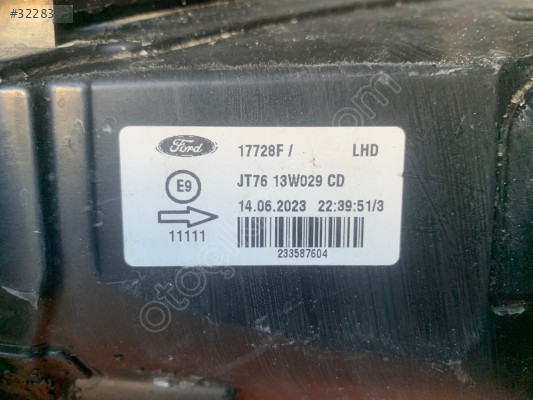 #32283
Ford
17728F / LHD
E9
JT76 13W029 CD
14.06.2023 22:39:51/3
11111
233587604